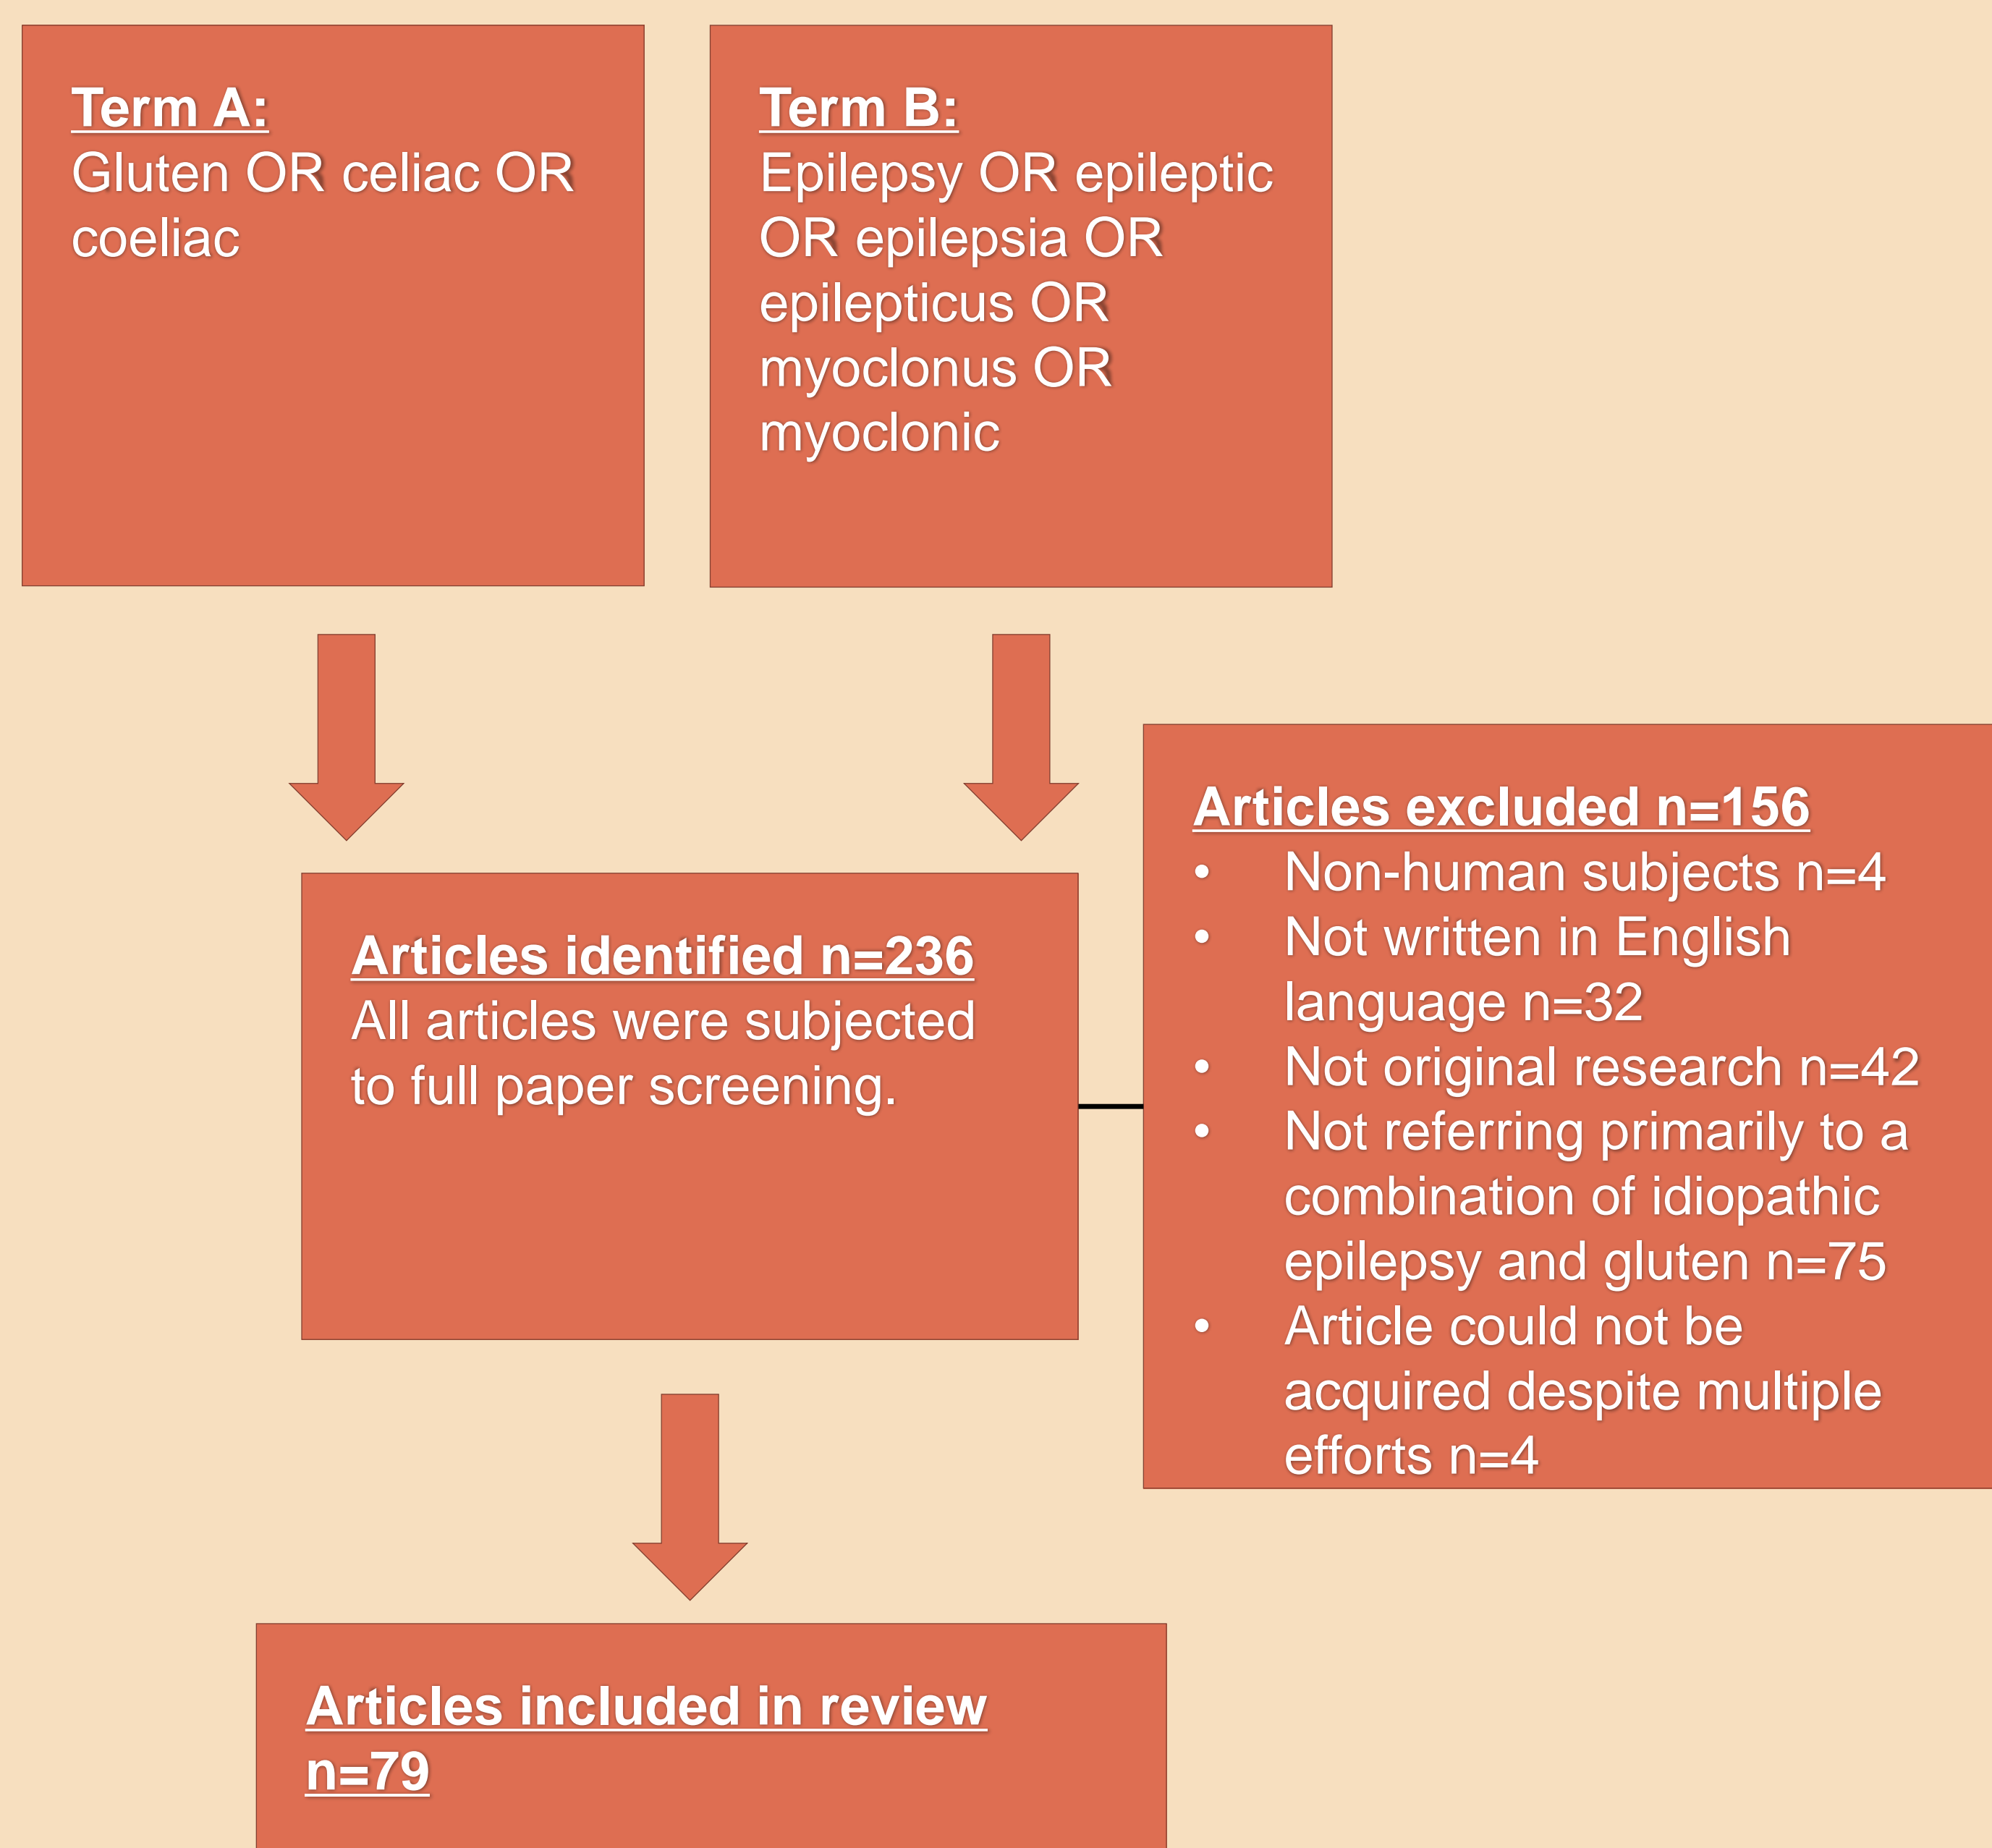 Term A:
Gluten OR celiac OR
coeliac
Term B:
Epilepsy OR epileptic
OR epilepsia OR
epilepticus OR
myoclonus OR
myoclonic
Articles identified n=236
All articles were subjected
to full paper screening.
Articles excluded n=156
• Non-human subjects n=4
• Not written in English
language n=32
• Not original research n=42
• Not referring primarily to a
combination of idiopathic
epilepsy and gluten n=75
• Article could not be
acquired despite multiple
efforts n=4
Articles included in review
n=79